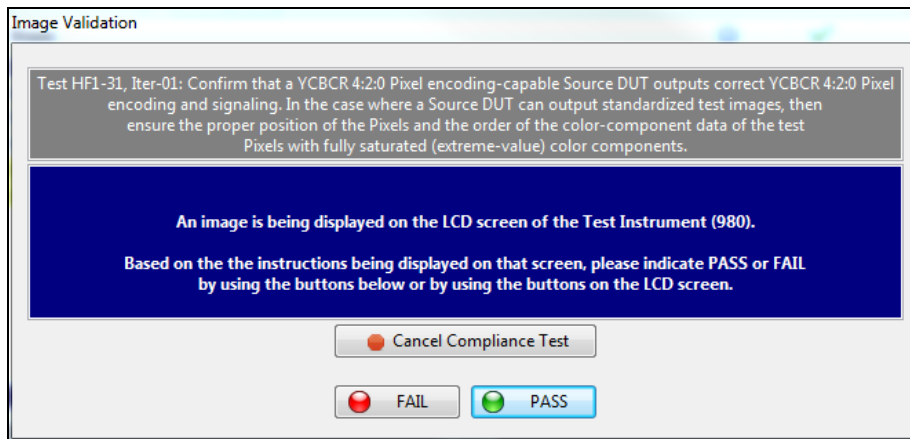 Image Validation
Test HF1-31, Iter-01: Confirm that a YCBCR 4:2:0 Pixel encoding-capable Source DUT outputs correct YCBCR 4:2:0 Pixel
encoding and signaling. In the case where a Source DUT can output standardized test images, then
ensure the proper position of the Pixels and the order of the color-component data of the test
Pixels with fully saturated (extreme-value) color components.
An image is being displayed on the LCD screen of the Test Instrument (980).
Based on the the instructions being displayed on that screen, please indicate PASS or FAIL
by using the buttons below or by using the buttons on the LCD screen.
Cancel Compliance Test
FAIL
PASS